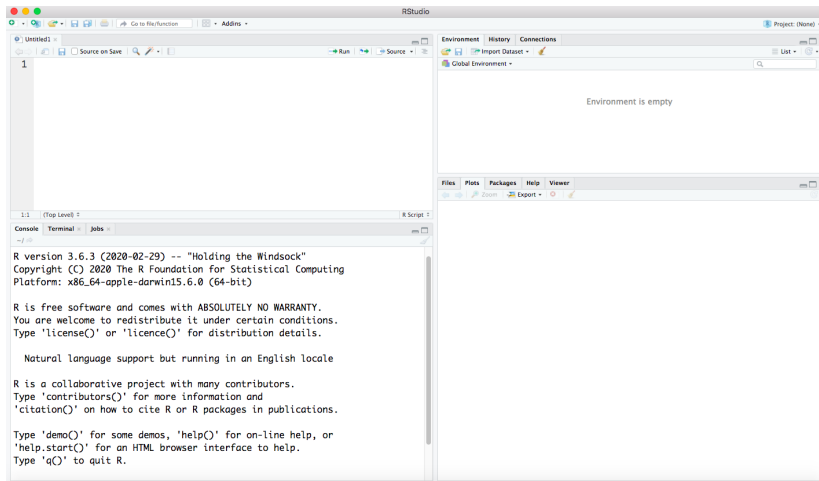 RStudio
Go to file/function
Addins
Project: (None)
Untitled1
Source on Save
Run
Source
1
1:1 (Top Level) R Script
Console Terminal Jobs
~/
R version 3.6.3 (2020-02-29) -- "Holding the Windsock"
Copyright (C) 2020 The R Foundation for Statistical Computing
Platform: x86_64-apple-darwin15.6.0 (64-bit)
R is free software and comes with ABSOLUTELY NO WARRANTY.
You are welcome to redistribute it under certain conditions.
Type 'license()' or 'licence()' for distribution details.
Natural language support but running in an English locale
R is a collaborative project with many contributors.
Type 'contributors()' for more information and
'citation()' on how to cite R or R packages in publications.
Type 'demo()' for some demos, 'help()' for on-line help, or
'help.start()' for an HTML browser interface to help.
Type 'q()' to quit R.
Environment History Connections
Import Dataset
List
Global Environment
Environment is empty
Files Plots Packages Help Viewer
Zoom Export